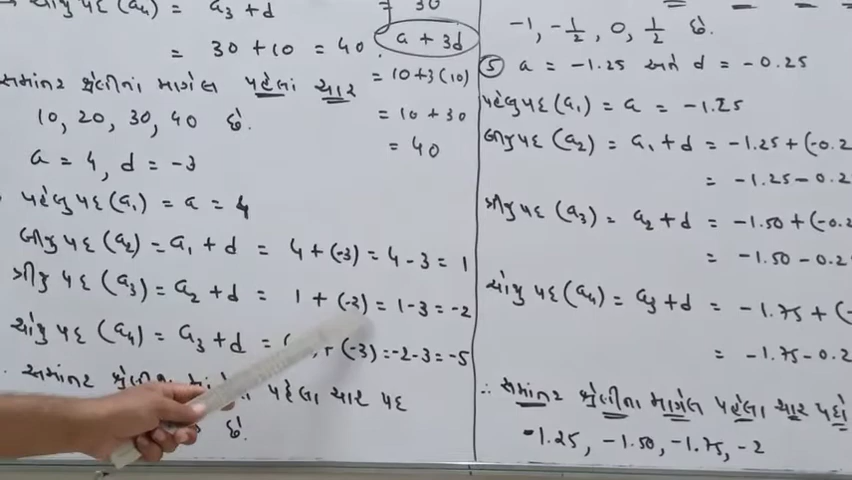 ચોથુ પદ (a₄) = a₃ + d
= 30 + 10 = 40.
સમાંતર શ્રેણીનાં માગેલ પહેલાં ચાર
10, 20, 30, 40 છે.
a = 4, d = -3
પહેલુ પદ (a₁) = a = 4
બીજુ પદ (a₂) = a₁ + d = 4 + (-3) = 4 - 3 = 1
ત્રીજુ પદ (a₃) = a₂ + d = 1 + (-3) = 1 - 3 = -2
ચોથુ પદ (a₄) = a₃ + d = (-3) = -2 - 3 = -5
સમાંતર પહેલા ચાર પદ
છે.
= 30
a + 3d
= 10 + 3(10)
= 10 + 30
= 40
-1, -1/2, 0, 1/2 છે.
⑤ a = -1.25 અને d = -0.25
પહેલુ પદ (a₁) = a = -1.25
બીજુ પદ (a₂) = a₁ + d = -1.25 + (-0.2
= -1.25 - 0.2
ત્રીજુ પદ (a₃) = a₂ + d = -1.50 + (-0.2
= -1.50 - 0.2
ચોથુ પદ (a₄) = a₃ + d = -1.75 + (-
= -1.75 - 0.2
∴ સમાંતર શ્રેણીના માગેલ પહેલા ચાર પદો
-1.25, -1.50, -1.75, -2